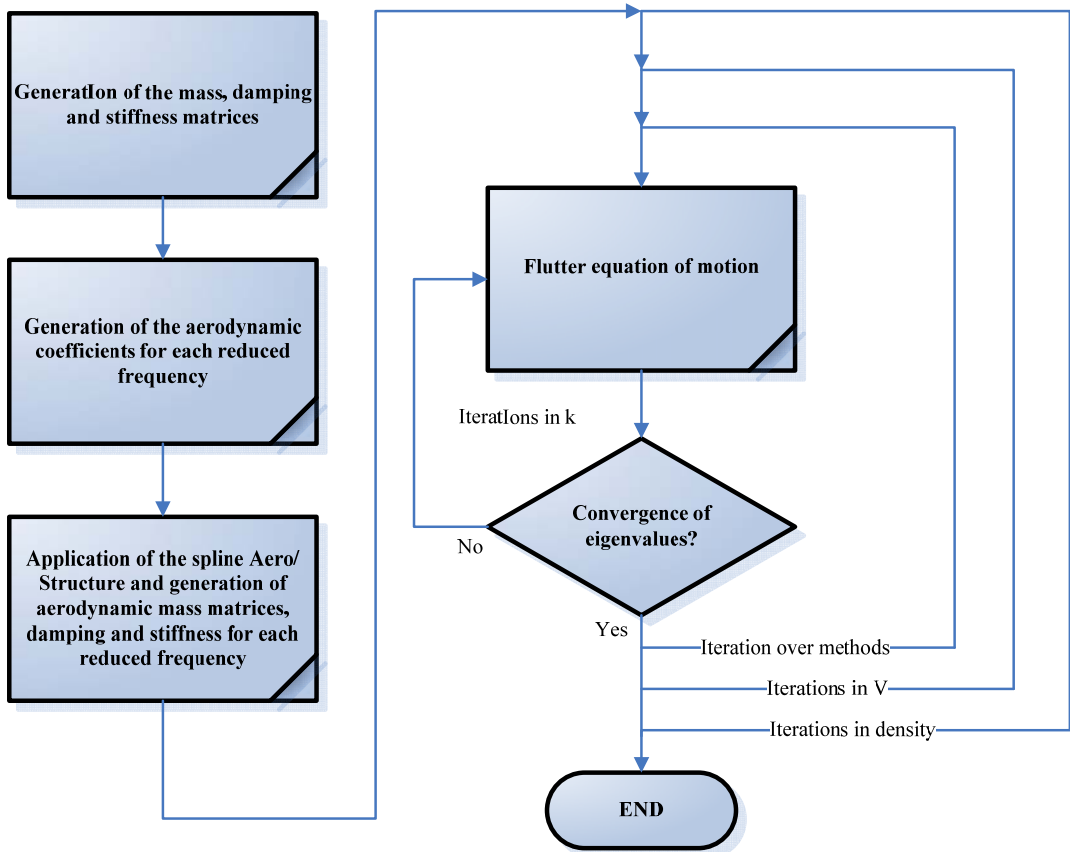 Generation of the mass, damping
and stiffness matrices
Generation of the aerodynamic
coefficients for each reduced
frequency
Application of the spline Aero/
Structure and generation of
aerodynamic mass matrices,
damping and stiffness for each
reduced frequency
Flutter equation of motion
Iterations in k
Convergence of
eigenvalues?
No
Yes
Iteration over methods
Iterations in V
Iterations in density
END